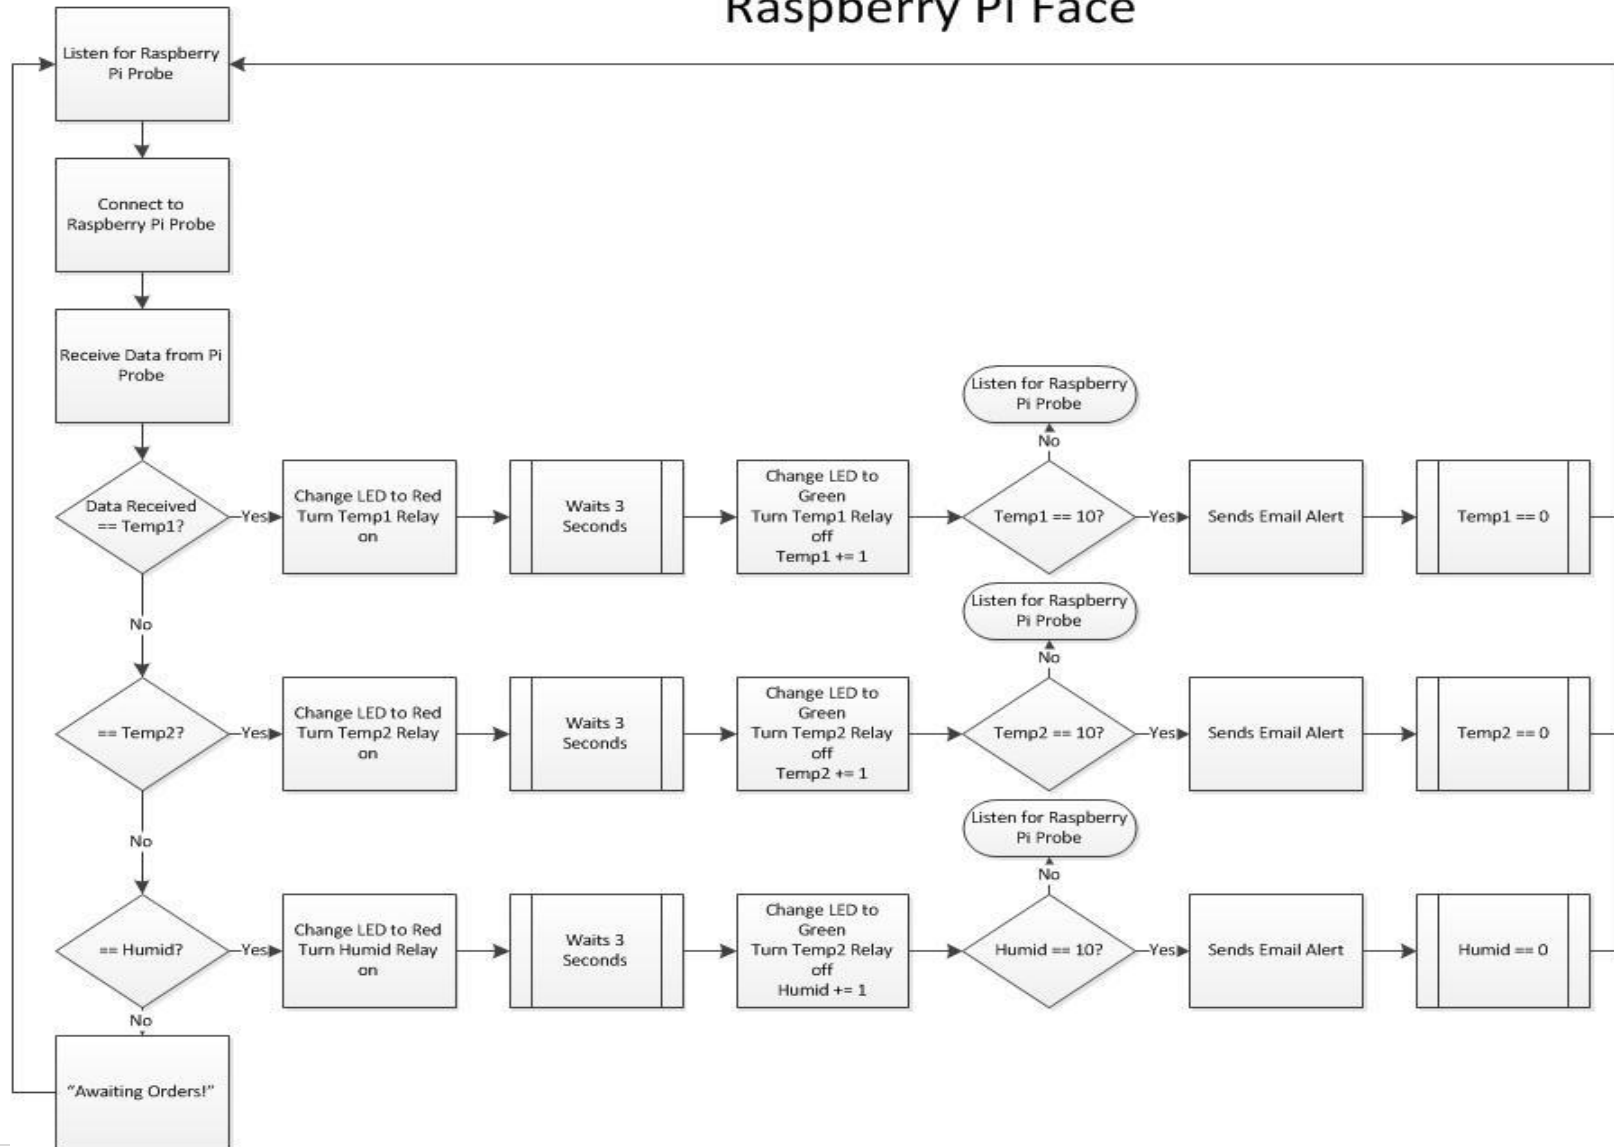 Raspberry Pi Face
Listen for Raspberry
Pi Probe
Connect to
Raspberry Pi Probe
Receive Data from Pi
Probe
Data Received
== Temp1?
Yes
Change LED to Red
Turn Temp1 Relay
on
Waits 3
Seconds
Change LED to
Green
Turn Temp1 Relay
off
Temp1 += 1
Listen for Raspberry
Pi Probe
No
Temp1 == 10?
Yes
Sends Email Alert
Temp1 == 0
No
== Temp2?
Yes
Change LED to Red
Turn Temp2 Relay
on
Waits 3
Seconds
Change LED to
Green
Turn Temp2 Relay
off
Temp2 += 1
Listen for Raspberry
Pi Probe
No
Temp2 == 10?
Yes
Sends Email Alert
Temp2 == 0
No
== Humid?
Yes
Change LED to Red
Turn Humid Relay
on
Waits 3
Seconds
Change LED to
Green
Turn Temp2 Relay
off
Humid += 1
Listen for Raspberry
Pi Probe
No
Humid == 10?
Yes
Sends Email Alert
Humid == 0
No
“Awaiting Orders!”